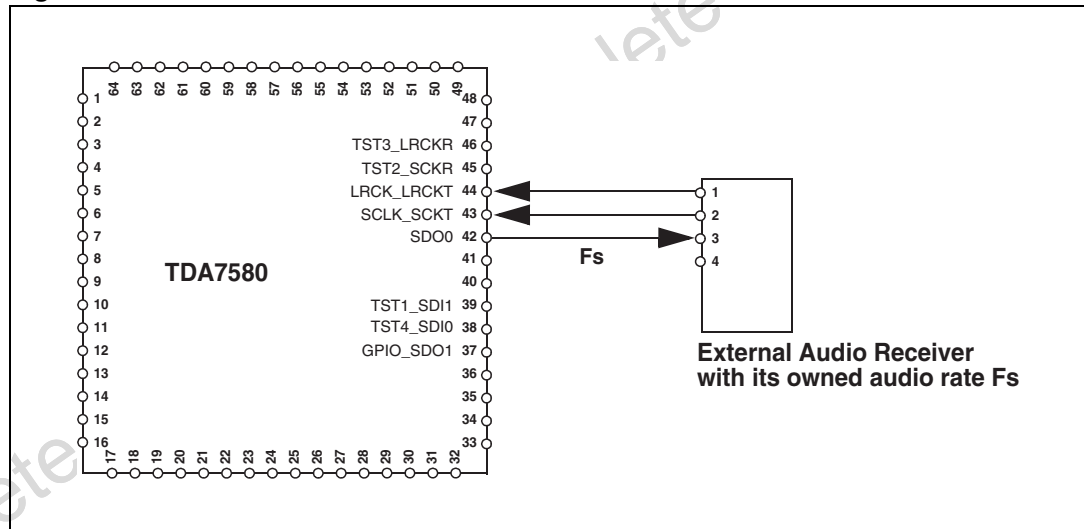 64 63 62 61 60 59 58 57 56 55 54 53 52 51 50 49
1
2
3
4
5
6
7
8
9
10
11
12
13
14
15
16
TDA7580
48
47
TST3_LRCKR 46
TST2_SCKR 45
LRCK_LRCKT 44
SCLK_SCKT 43
SDO0 42
41
40
TST1_SDI1 39
TST4_SDI0 38
GPIO_SDO1 37
36
35
34
33
17 18 19 20 21 22 23 24 25 26 27 28 29 30 31 32
Fs
1
2
3
4
External Audio Receiver
with its owned audio rate Fs
lete
ete